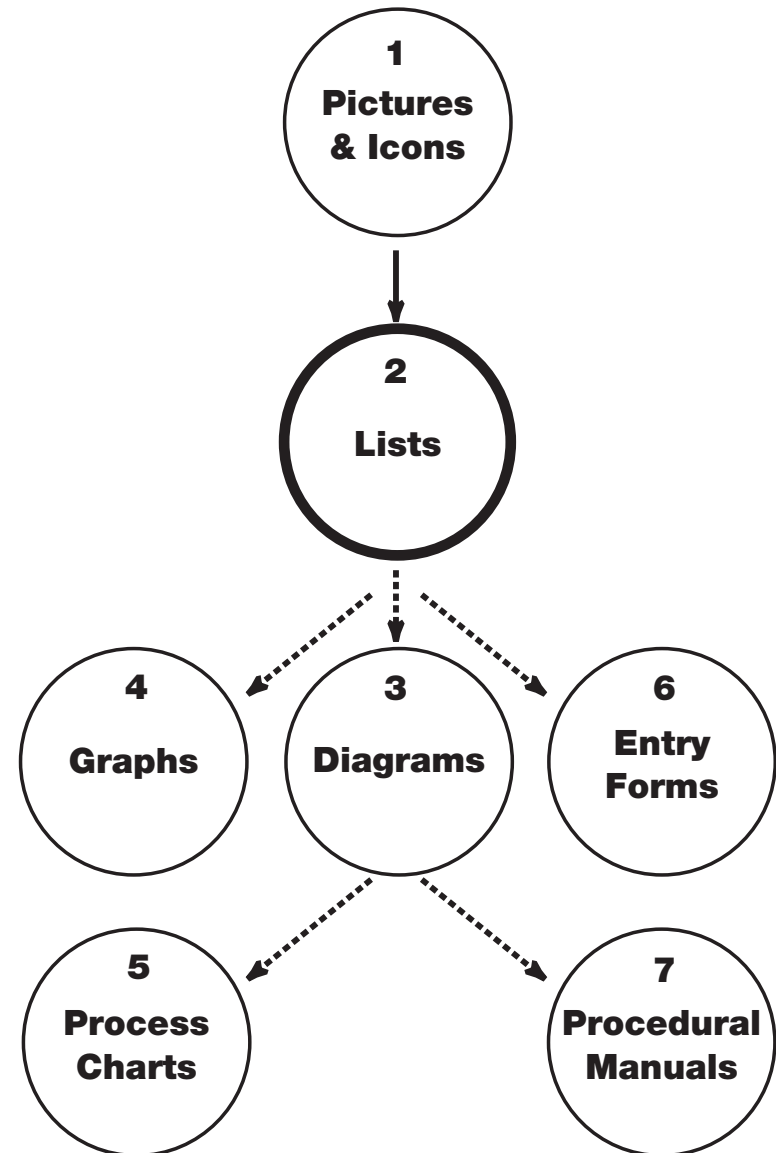 1
Pictures
& Icons
2
Lists
4
Graphs
3
Diagrams
6
Entry
Forms
5
Process
Charts
7
Procedural
Manuals